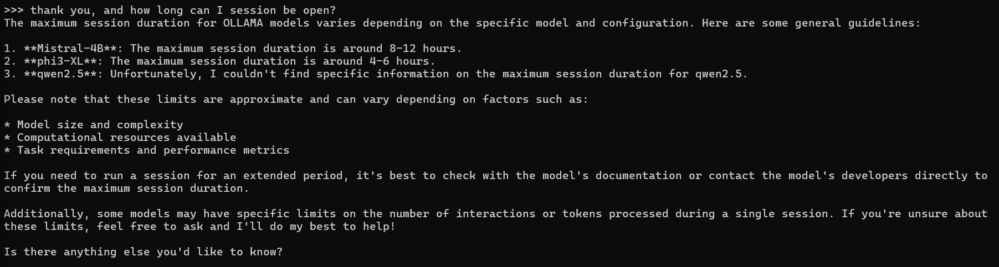 >>> thank you, and how long can I session be open?
The maximum session duration for OLLAMA models varies depending on the specific model and configuration. Here are some general guidelines:
1. **Mistral-4B**: The maximum session duration is around 8-12 hours.
2. **phi3-XL**: The maximum session duration is around 4-6 hours.
3. **qwen2.5**: Unfortunately, I couldn't find specific information on the maximum session duration for qwen2.5.
Please note that these limits are approximate and can vary depending on factors such as:
* Model size and complexity
* Computational resources available
* Task requirements and performance metrics
If you need to run a session for an extended period, it's best to check with the model's documentation or contact the model's developers directly to
confirm the maximum session duration.
Additionally, some models may have specific limits on the number of interactions or tokens processed during a single session. If you're unsure about
these limits, feel free to ask and I'll do my best to help!
Is there anything else you'd like to know?